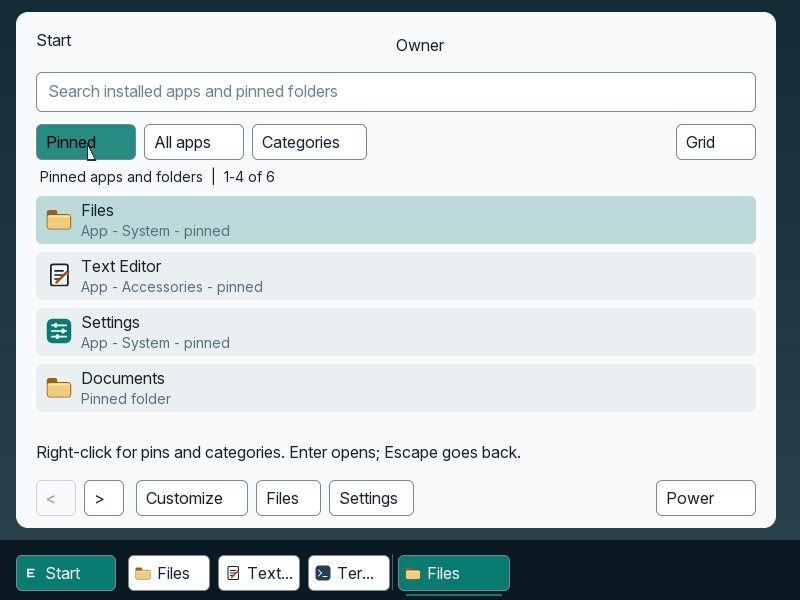 Start
Owner
Search installed apps and pinned folders
Pinned
All apps
Categories
Grid
Pinned apps and folders | 1-4 of 6
Files
App - System - pinned
Text Editor
App - Accessories - pinned
Settings
App - System - pinned
Documents
Pinned folder
Right-click for pins and categories. Enter opens; Escape goes back.
< > Customize Files Settings Power
E Start Files Text... Ter... Files